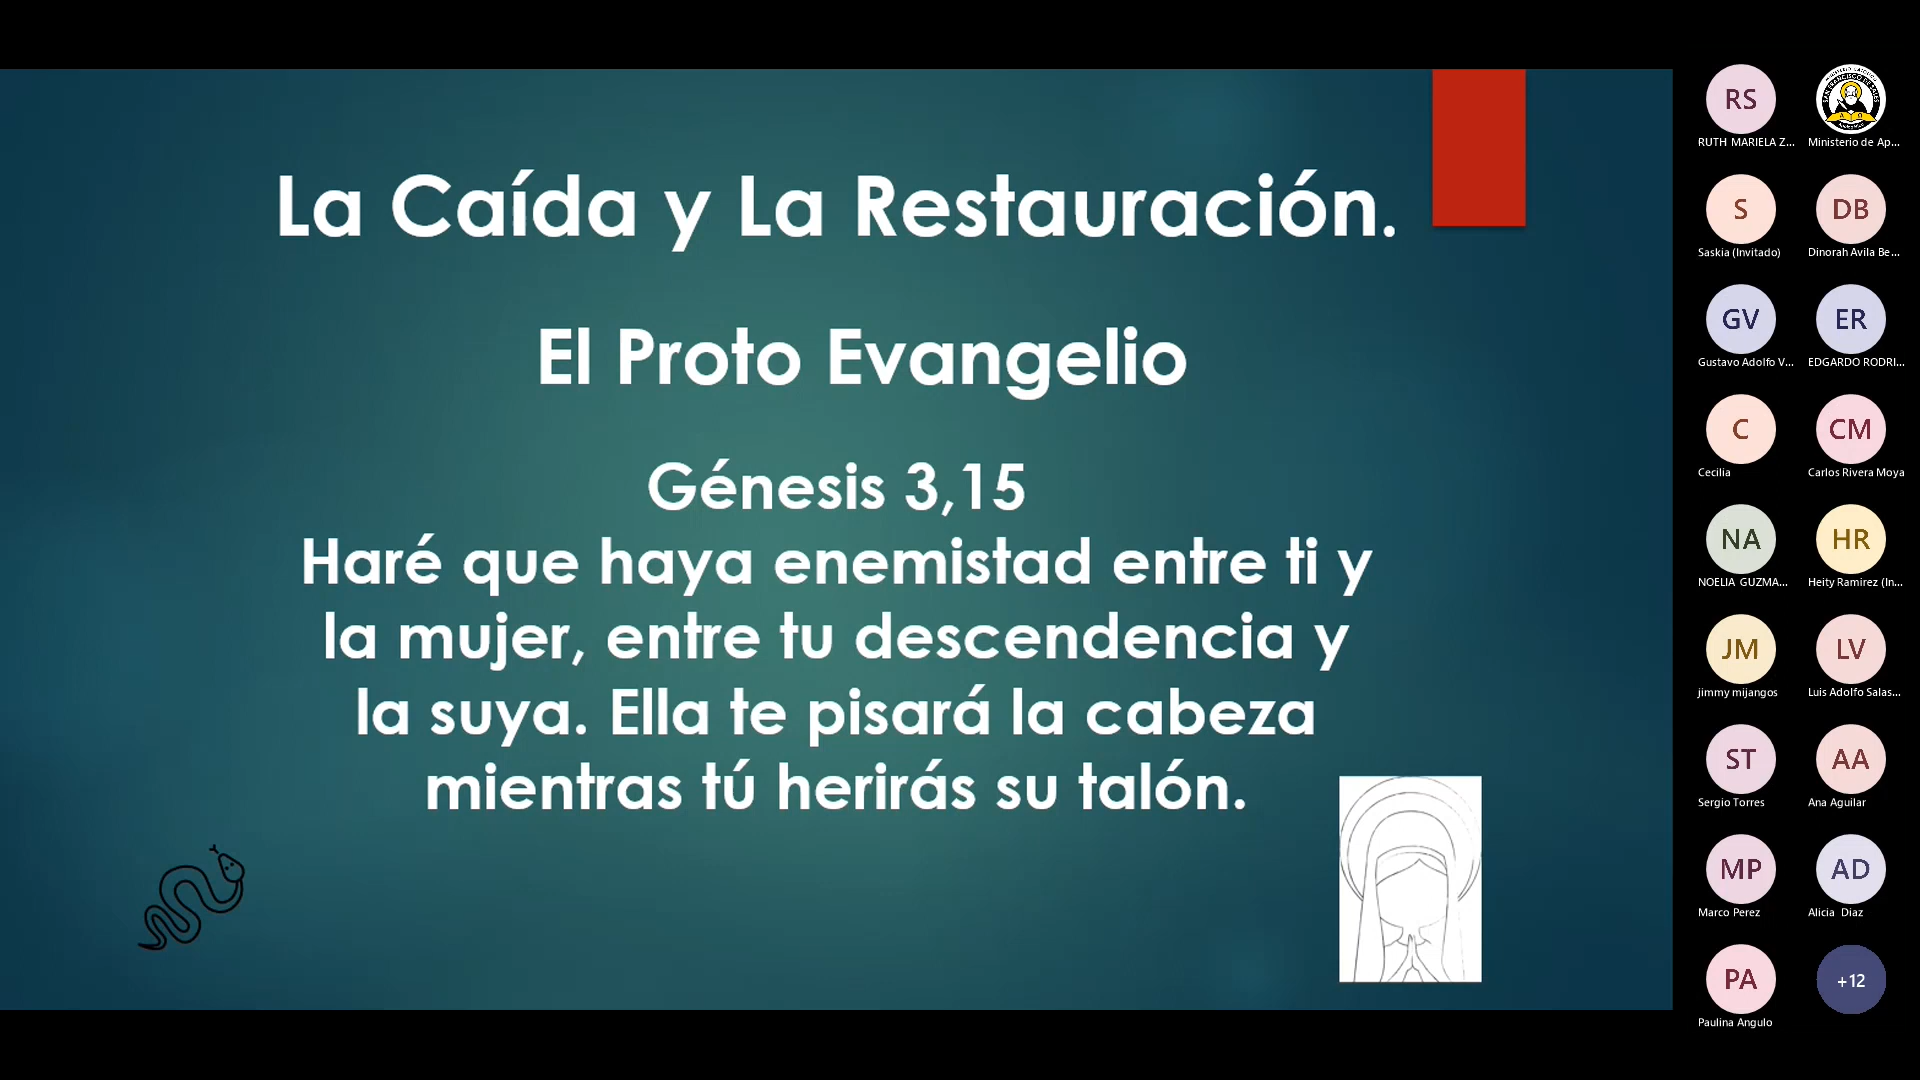 La Caída y La Restauración.
El Proto Evangelio
Génesis 3,15
Haré que haya enemistad entre ti y
la mujer, entre tu descendencia y
la suya. Ella te pisará la cabeza
mientras tú herirás su talón.
RS
RUTH MARIELA Z...
Ministerio de Ap...
S
Saskia (Invitado)
DB
Dinorah Avila Be...
GV
Gustavo Adolfo V...
ER
EDGARDO RODRI...
C
Cecilia
CM
Carlos Rivera Moya
NA
NOELIA GUZMA...
HR
Heity Ramirez (In...
JM
jimmy mijangos
LV
Luis Adolfo Salas...
ST
Sergio Torres
AA
Ana Aguilar
MP
Marco Perez
AD
Alicia Diaz
PA
Paulina Angulo
+12